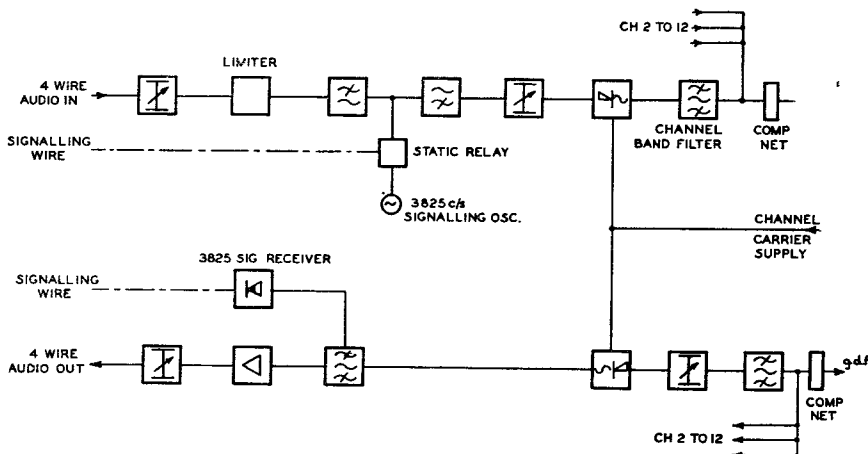 CH 2 TO 12
LIMITER
4 WIRE
AUDIO IN
CHANNEL
BAND FILTER
COMP
NET
SIGNALLING
WIRE
STATIC RELAY
3825 c/s
SIGNALLING OSC.
CHANNEL
CARRIER
SUPPLY
3825 SIG RECEIVER
SIGNALLING
WIRE
4 WIRE
AUDIO OUT
gdf
COMP
NET
CH 2 TO 12